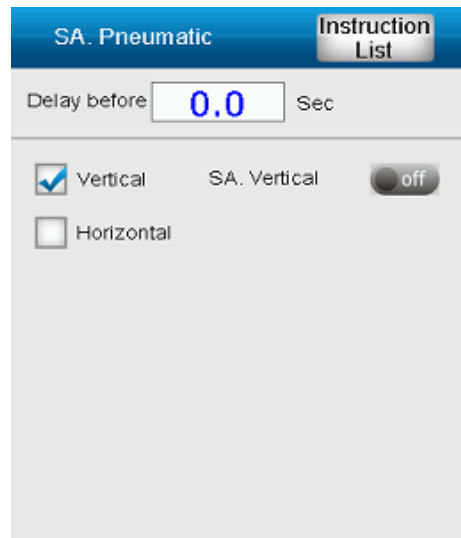 SA. Pneumatic
Instruction
List
Delay before 0.0 Sec
Vertical SA. Vertical off
Horizontal